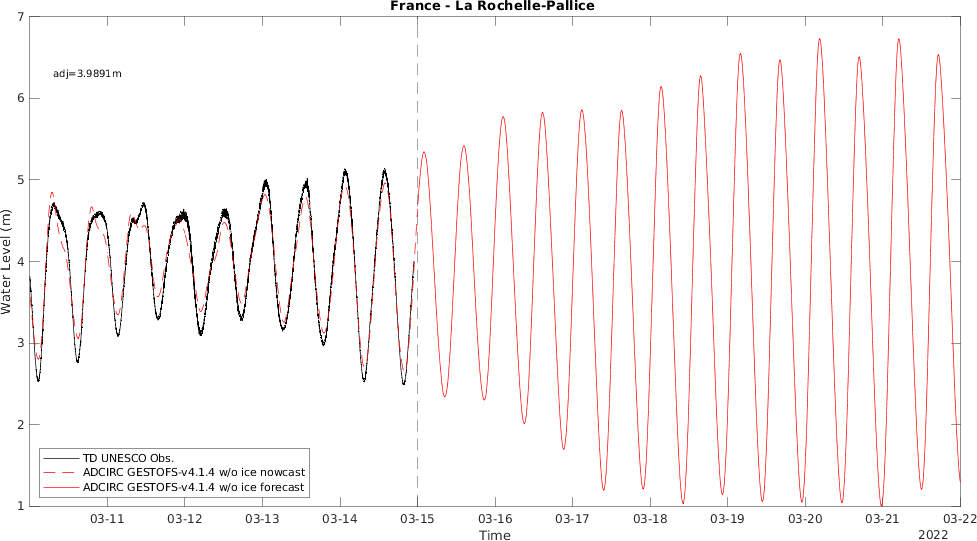 France - La Rochelle-Pallice
7
6
5
4
3
2
1
Water Level (m)
adj=3.9891m
TD UNESCO Obs.
ADCIRC GESTOFS-v4.1.4 w/o ice nowcast
ADCIRC GESTOFS-v4.1.4 w/o ice forecast
03-11 03-12 03-13 03-14 03-15 03-16 03-17 03-18 03-19 03-20 03-21 03-22
Time
2022